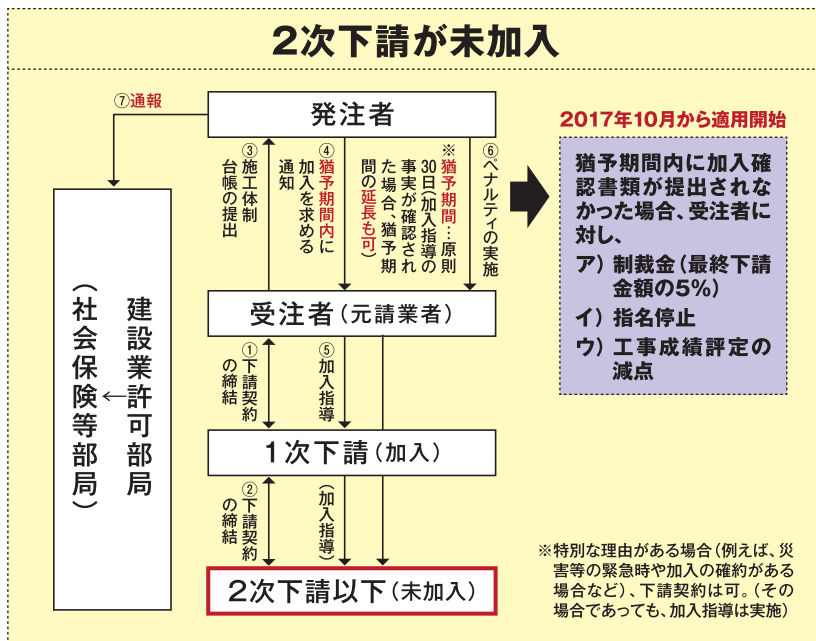 2次下請が未加入
⑦通報
発注者
③施工体制
台帳の提出
④猶予期間内に
加入を求める
通知
※猶予期間…原則
30日(加入指導の
事実が確認され
た場合、猶予期
間の延長も可)
⑥ペナルティの実施
2017年10月から適用開始
猶予期間内に加入確
認書類が提出されな
かった場合、受注者に
対し、
ア)制裁金(最終下請
金額の5%)
イ)指名停止
ウ)工事成績評定の
減点
受注者(元請業者)
建設業許可部局
↓
(社会保険等部局)
①下請契約
の締結
⑤加入指導
1次下請(加入)
②下請契約
の締結
(加入指導)
2次下請以下(未加入)
※特別な理由がある場合(例えば、災
害等の緊急時や加入の確約がある
場合など)、下請契約は可。(その
場合であっても、加入指導は実施)